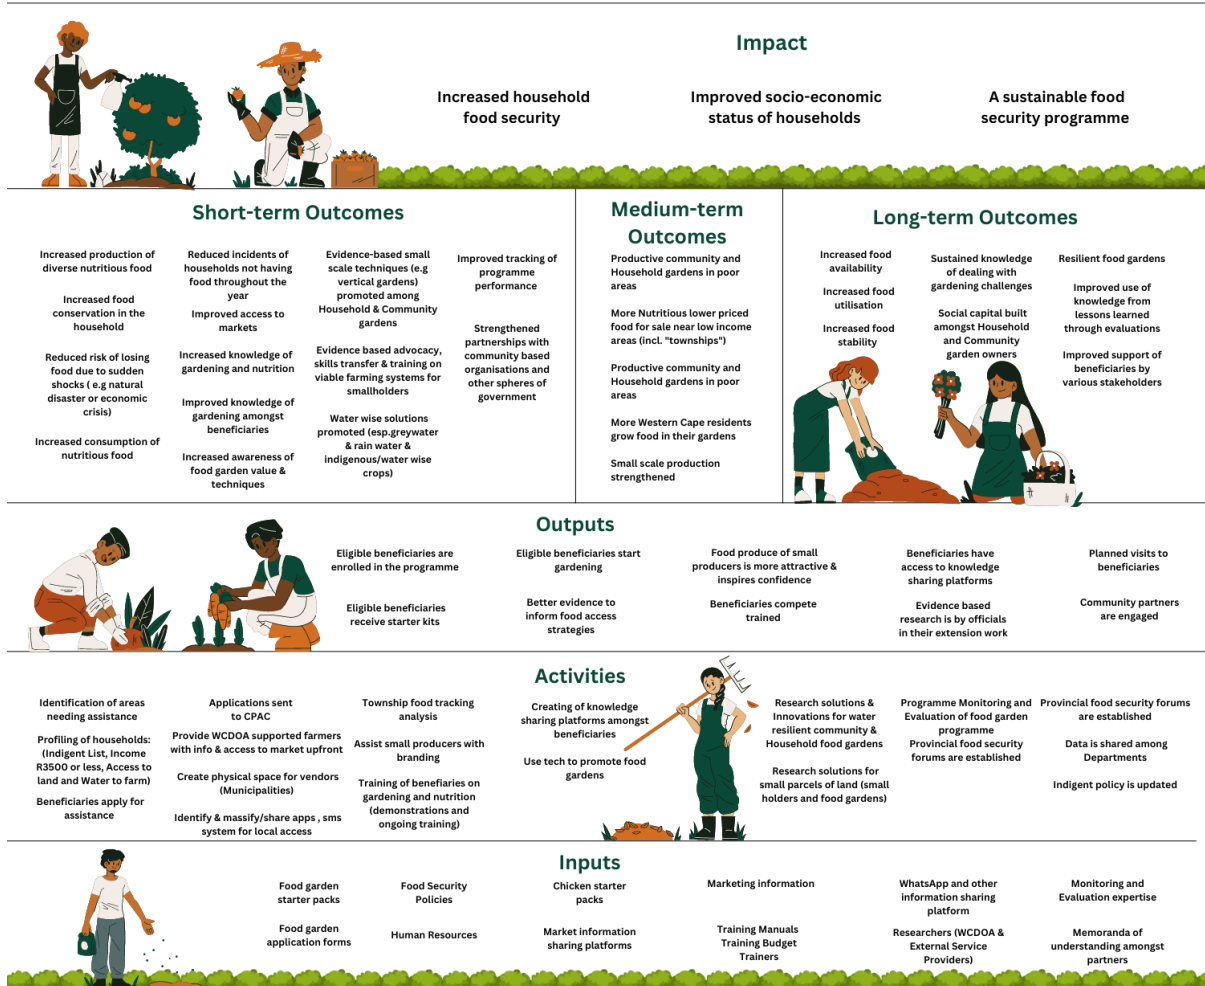 Impact
Increased household
food security
Improved socio-economic
status of households
A sustainable food
security programme
Short-term Outcomes
Increased production of
diverse nutritious food
Increased food
conservation in the
household
Reduced risk of losing
food due to sudden
shocks ( e.g natural
disaster or economic
crisis)
Increased consumption of
nutritious food
Reduced incidents of
households not having
food throughout the
year
Improved access to
markets
Increased knowledge of
gardening and nutrition
Improved knowledge of
gardening amongst
beneficiaries
Increased awareness of
food garden value &
techniques
Evidence-based small
scale techniques (e.g
vertical gardens)
promoted among
Household & Community
gardens
Evidence based advocacy,
skills transfer & training on
viable farming systems for
smallholders
Water wise solutions
promoted (esp.greywater
& rain water &
indigenous/water wise
crops)
Improved tracking of
programme
performance
Strengthened
partnerships with
community based
organisations and
other spheres of
government
Medium-term
Outcomes
Productive community and
Household gardens in poor
areas
More Nutritious lower priced
food for sale near low income
areas (incl. "townships")
Productive community and
Household gardens in poor
areas
More Western Cape residents
grow food in their gardens
Small scale production
strengthened
Long-term Outcomes
Increased food
availability
Increased food
utilisation
Increased food
stability
Sustained knowledge
of dealing with
gardening challenges
Social capital built
amongst Household
and Community
garden owners
Resilient food gardens
Improved use of
knowledge from
lessons learned
through evaluations
Improved support of
beneficiaries by
various stakeholders
Outputs
Eligible beneficiaries are
enrolled in the programme
Eligible beneficiaries
receive starter kits
Eligible beneficiaries start
gardening
Better evidence to
inform food access
strategies
Food produce of small
producers is more attractive &
inspires confidence
Beneficiaries compete
trained
Beneficiaries have
access to knowledge
sharing platforms
Evidence based
research is by officials
in their extension work
Planned visits to
beneficiaries
Community partners
are engaged
Activities
Identification of areas
needing assistance
Profiling of households:
(Indigent List, Income
R3500 or less, Access to
land and Water to farm)
Beneficiaries apply for
assistance
Applications sent
to CPAC
Provide WCDOA supported farmers
with info & access to market upfront
Create physical space for vendors
(Municipalities)
Identify & massify/share apps , sms
system for local access
Township food tracking
analysis
Assist small producers with
branding
Training of benefiaries on
gardening and nutrition
(demonstrations and
ongoing training)
Creating of knowledge
sharing platforms amongst
beneficiaries
Use tech to promote food
gardens
Research solutions &
Innovations for water
resilient community &
Household food gardens
Research solutions for
small parcels of land (small
holders and food gardens)
Programme Monitoring and
Evaluation of food garden
programme
Provincial food security
forums are established
Provincial food security forums
are established
Data is shared among
Departments
Indigent policy is updated
Inputs
Food garden
starter packs
Food garden
application forms
Food Security
Policies
Human Resources
Chicken starter
packs
Market information
sharing platforms
Marketing information
Training Manuals
Training Budget
Trainers
WhatsApp and other
information sharing
platform
Researchers (WCDOA &
External Service
Providers)
Monitoring and
Evaluation expertise
Memoranda of
understanding amongst
partners